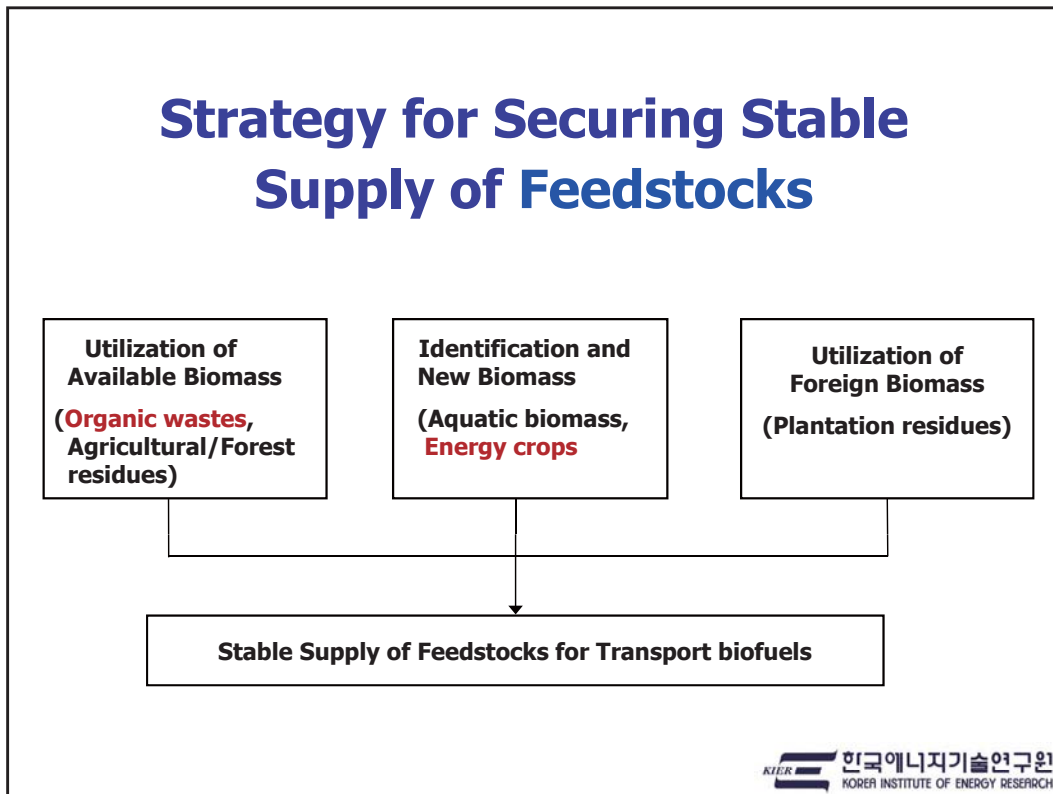 Strategy for Securing Stable
Supply of Feedstocks
Utilization of
Available Biomass
(Organic wastes,
Agricultural/Forest
residues)
Identification and
New Biomass
(Aquatic biomass,
Energy crops
Utilization of
Foreign Biomass
(Plantation residues)
Stable Supply of Feedstocks for Transport biofuels
KIER
한국에너지기술연구원
KOREA INSTITUTE OF ENERGY RESEARCH